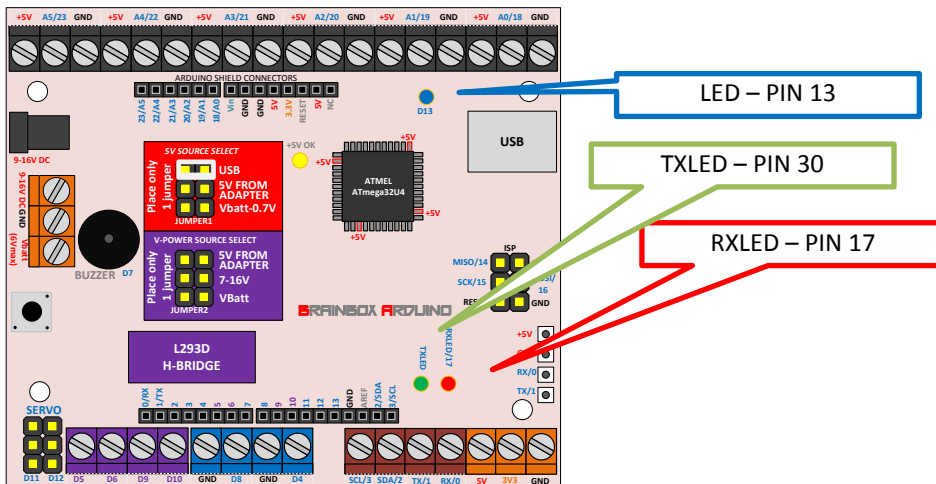 +5V A5/23 GND +5V A4/22 GND +5V A3/21 GND +5V A2/20 GND +5V A1/19 GND +5V A0/18 GND
ARDUINO SHIELD CONNECTORS
23/A5
22/A4
21/A3
20/A2
19/A1
18/A0
Vin
GND
GND
5V
3.3V
RESET
5V
NC
D13
LED – PIN 13
9-16V DC
5V SOURCE SELECT
Place only
1 jumper
USB
5V FROM
ADAPTER
Vbatt-0.7V
JUMPER1
+5V OK
+5V
+5V
ATMEL
ATmega32U4
+5V
+5V
USB
TXLED – PIN 30
9-16V DC
GND
Vbatt
(6Vmax)
BUZZER
D7
V-POWER SOURCE SELECT
Place only
1 jumper
5V FROM
ADAPTER
7-16V
VBatt
JUMPER2
RXLED – PIN 17
ISP
MISO/14
SCK/15
16
GND
BRAINBOX ARDUINO
L293D
H-BRIDGE
TXLED
RXLED/17
+5V
RX/0
TX/1
0/RX
1/TX
2
3
4
5
6
7
8
9
10
11
12
13
GND
AREF
2/SDA
3/SCL
SERVO
D11 D12 D5 D6 D9 D10 GND D8 GND D4 SCL/3 SDA/2 TX/1 RX/0 5V 3V3 GND